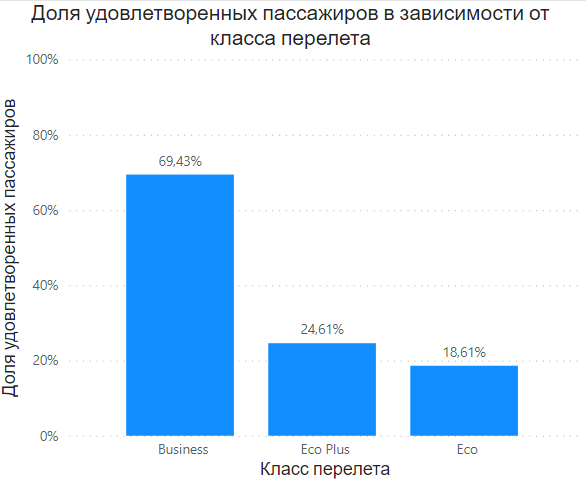 Доля удовлетворенных пассажиров в зависимости от
класса перелета
Доля удовлетворенных пассажиров
100%
80%
60%
40%
20%
0%
69,43%
24,61%
18,61%
Business
Eco Plus
Eco
Класс перелета